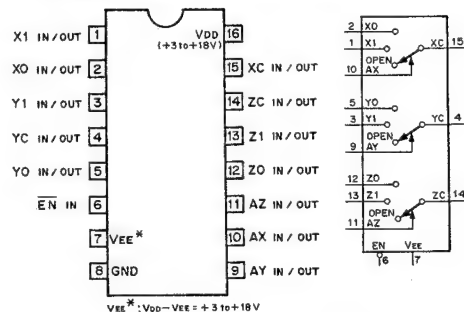 X1 IN/OUT 1
X0 IN/OUT 2
Y1 IN/OUT 3
YC IN/OUT 4
Y0 IN/OUT 5
EN IN 6
7 VEE*
8 GND
VDD 16
(+3 to +18V)
15 XC IN/OUT
14 ZC IN/OUT
13 Z1 IN/OUT
12 Z0 IN/OUT
11 AZ IN/OUT
10 AX IN/OUT
9 AY IN/OUT
VEE* : VDD-VEE = +3 to +18V
2 X0
1 X1 XC 15
OPEN
10 AX
5 Y0
3 Y1 YC 4
OPEN
9 AY
12 Z0
13 Z1 ZC 14
OPEN
11 AZ
EN VEE
6 7